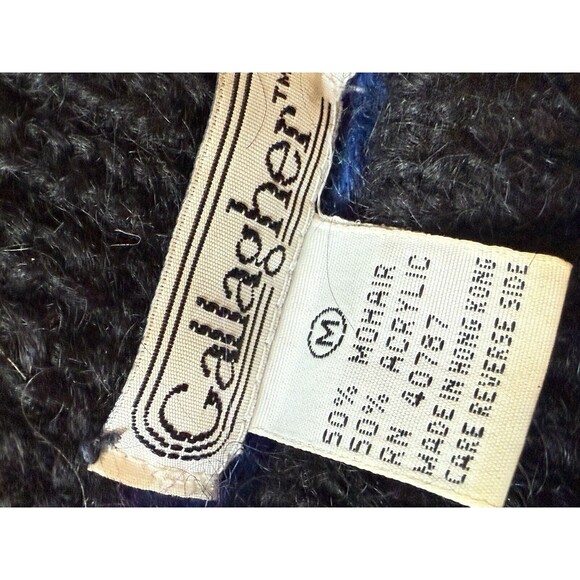 Gallagher™
M
50% MOHAIR
50% ACRYLIC
RN 40787
MADE IN HONG KONG
CARE REVERSE SIDE